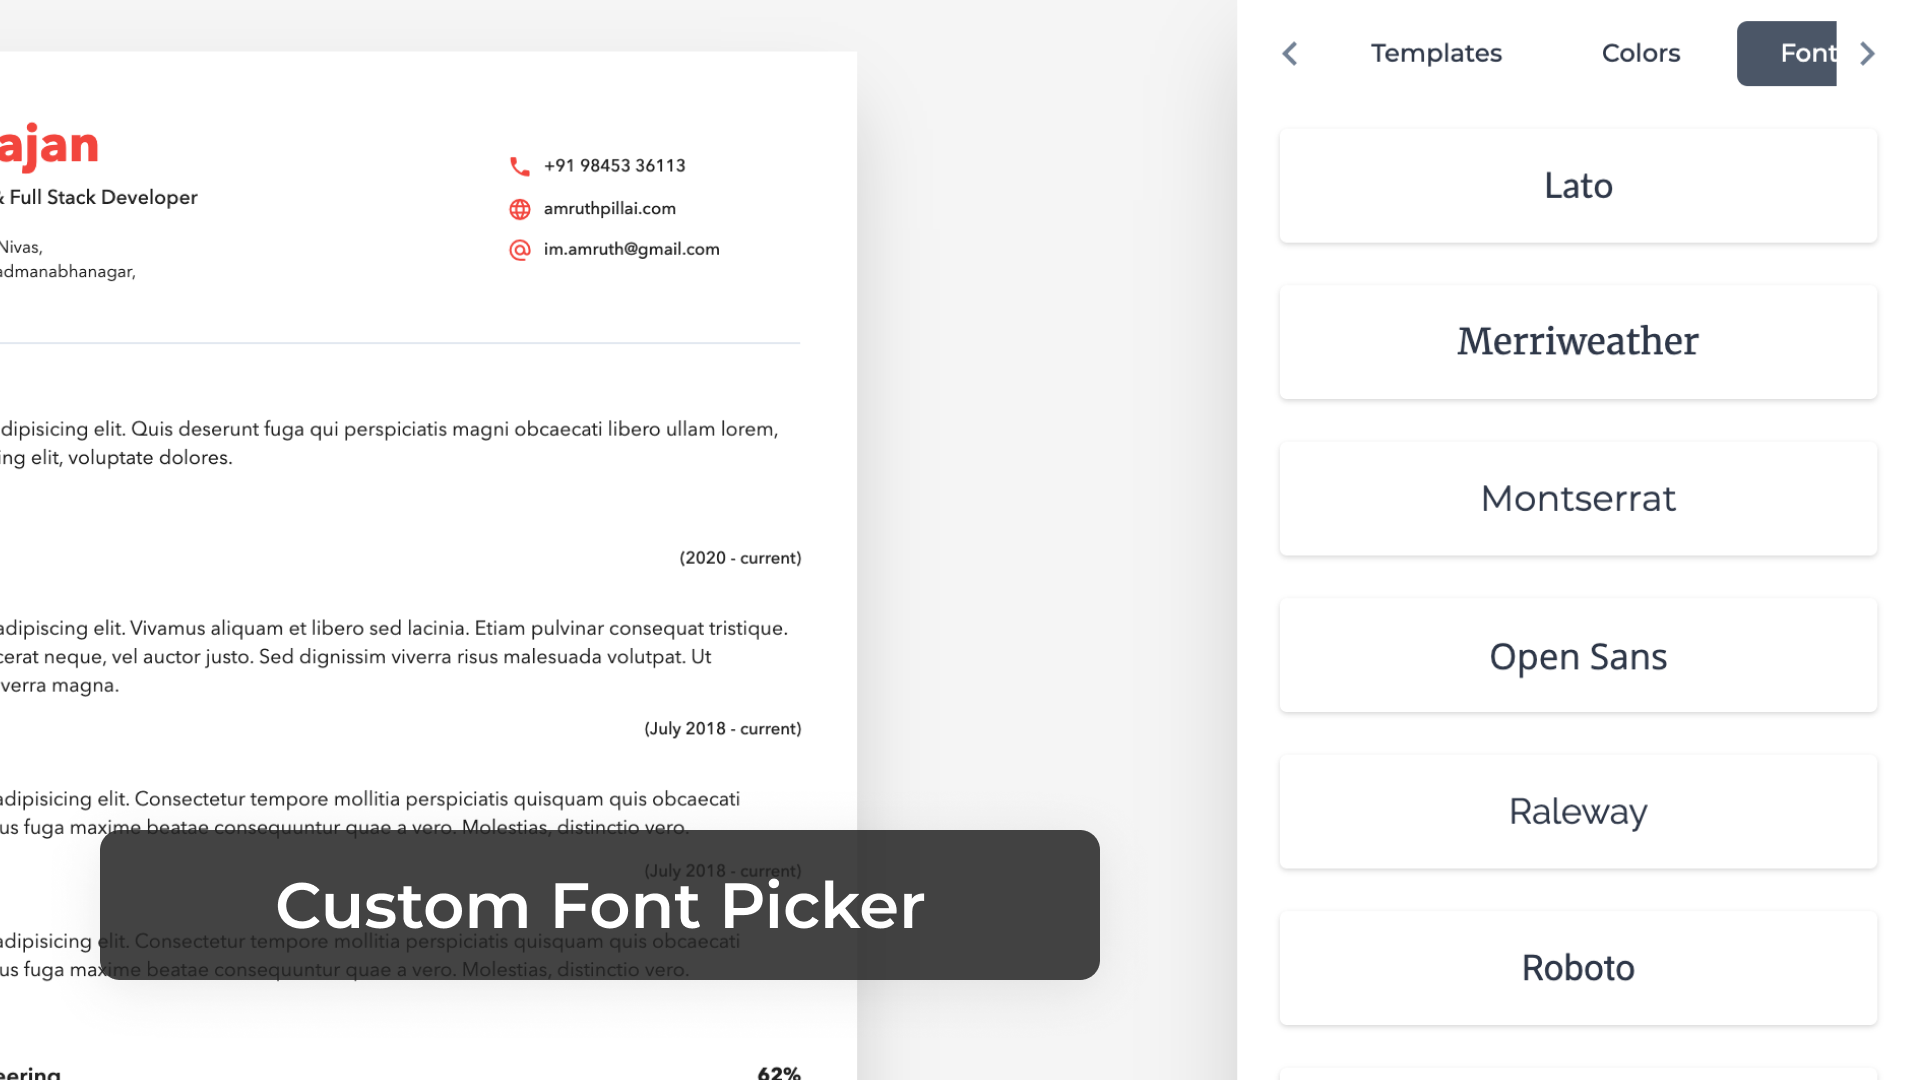 ajan
& Full Stack Developer
Nivas,
admanabhanagar,
+91 98453 36113
amruthpillai.com
im.amruth@gmail.com
dipisicing elit. Quis deserunt fuga qui perspiciatis magni obcaecati libero ullam lorem,
ing elit, voluptate dolores.
(2020 - current)
adipiscing elit. Vivamus aliquam et libero sed lacinia. Etiam pulvinar consequat tristique.
cerat neque, vel auctor justo. Sed dignissim viverra risus malesuada volutpat. Ut
verra magna.
(July 2018 - current)
adipisicing elit. Consectetur tempore mollitia perspiciatis quisquam quis obcaecati
us fuga maxime beatae consequuntur quae a vero. Molestias, distinctio vero.
(July 2018 - current)
adipisicing elit. Consectetur tempore mollitia perspiciatis quisquam quis obcaecati
us fuga maxime beatae consequuntur quae a vero. Molestias, distinctio vero.
eering
62%
Custom Font Picker
Templates
Colors
Font
Lato
Merriweather
Montserrat
Open Sans
Raleway
Roboto